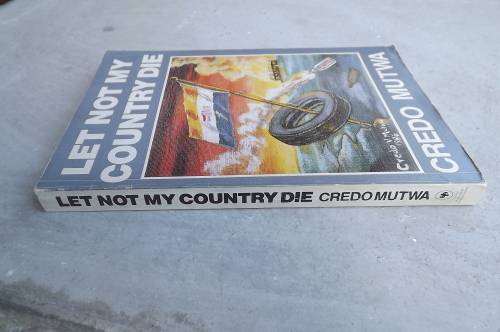 LET NOT MY
COUNTRY DIE
CREDO MUTWA
LET NOT MY COUNTRY DIE CREDO MUTWA